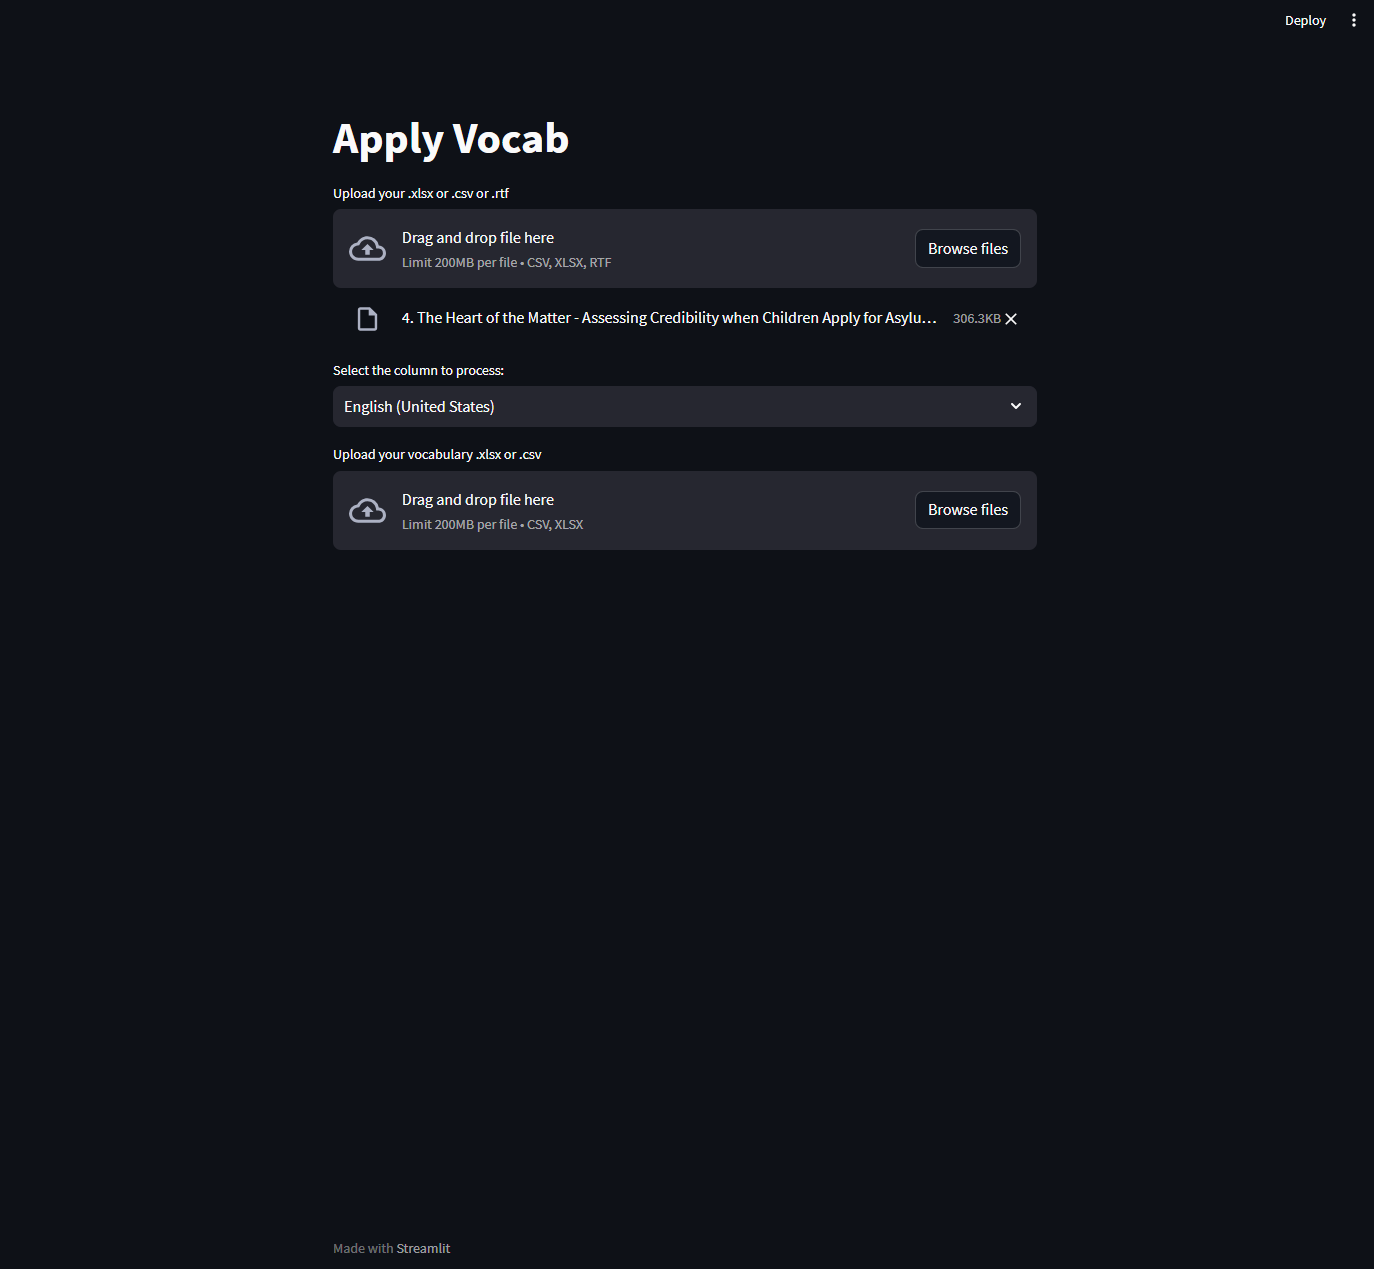 Deploy
Apply Vocab
Upload your .xlsx or .csv or .rtf
Drag and drop file here
Limit 200MB per file • CSV, XLSX, RTF
Browse files
4. The Heart of the Matter - Assessing Credibility when Children Apply for Asylu...
306.3KB
Select the column to process:
English (United States)
Upload your vocabulary .xlsx or .csv
Drag and drop file here
Limit 200MB per file • CSV, XLSX
Browse files
Made with Streamlit